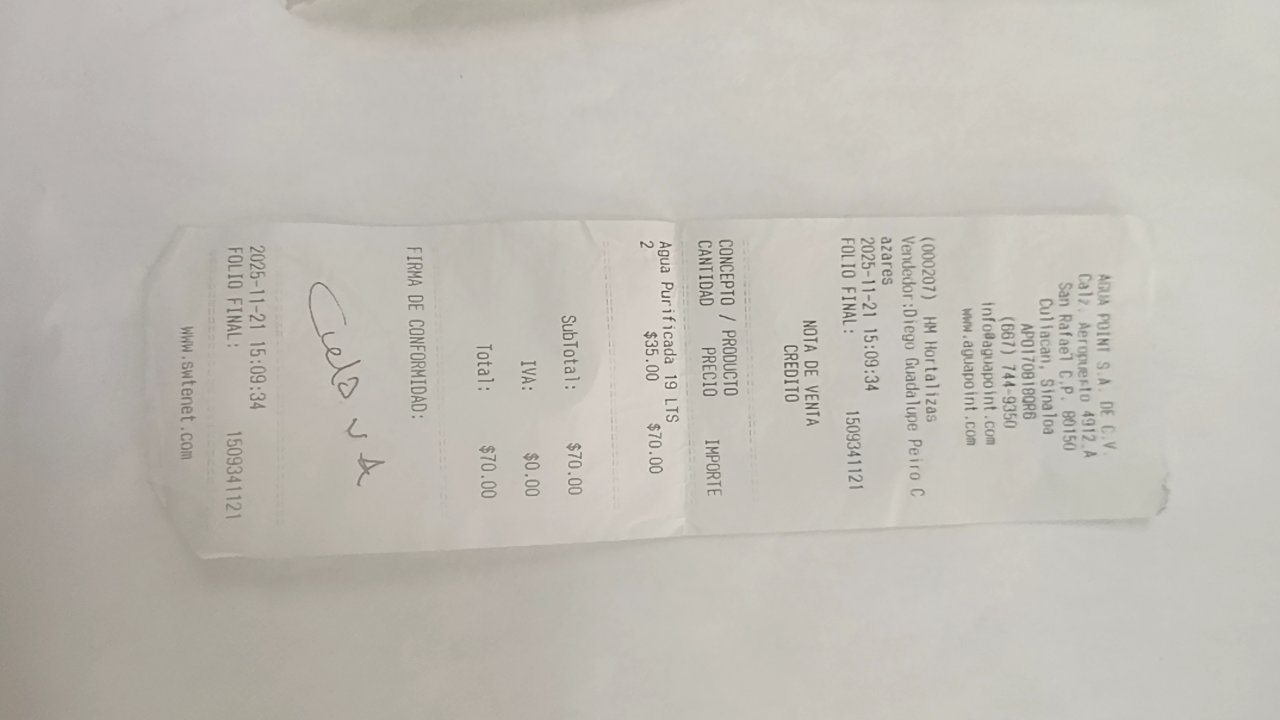 AGUA POINT S.A. DE C.V.
Calz. Aeropuerto 4912 A
San Rafael C.P. 80150
Culiacan, Sinaloa
APO170818QR6
(667) 744-9350
info@aguapoint.com
www.aguapoint.com
(000207) HM Hortalizas
Vendedor:Diego Guadalupe Peiro C
azares
2025-11-21 15:09:34
FOLIO FINAL: 1509341121
NOTA DE VENTA
CREDITO
CONCEPTO / PRODUCTO
CANTIDAD PRECIO IMPORTE
Agua Purificada 19 LTS
2 $35.00 $70.00
SubTotal: $70.00
IVA: $0.00
Total: $70.00
FIRMA DE CONFORMIDAD:
2025-11-21 15:09:34
FOLIO FINAL: 1509341121
www.swtenet.com